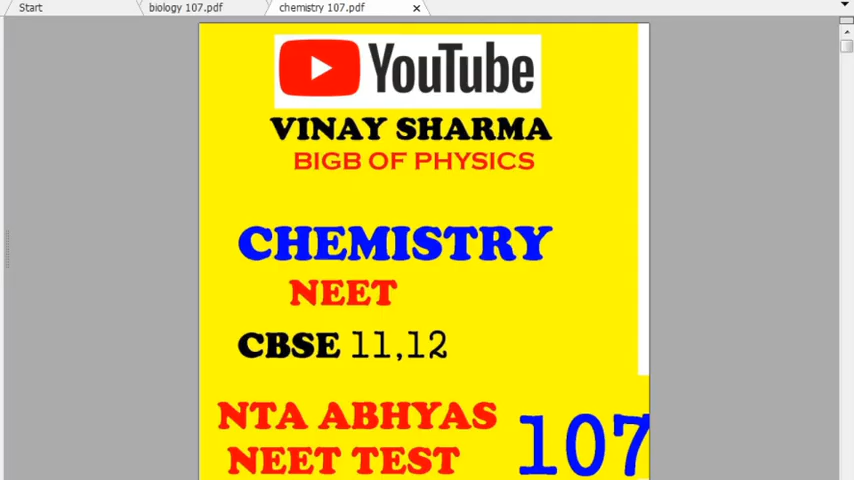 Start
biology 107.pdf
chemistry 107.pdf
YouTube
VINAY SHARMA
BIGB OF PHYSICS
CHEMISTRY
NEET
CBSE 11,12
NTA ABHYAS
NEET TEST
107